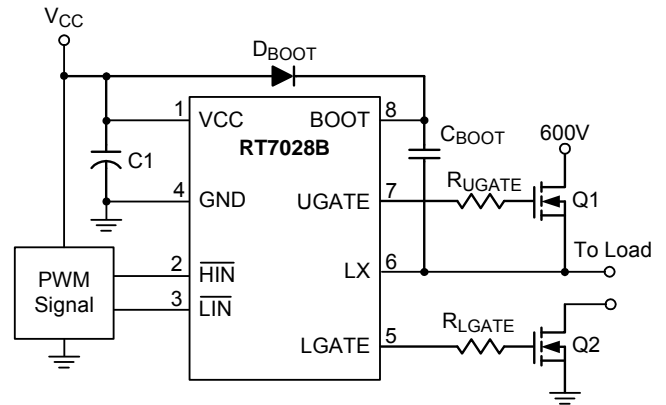 VCC
DBOOT
1
VCC
BOOT
8
RT7028B
CBOOT
600V
C1
4
GND
UGATE
7
RUGATE
Q1
To Load
PWM
Signal
2
HIN
LX
6
3
LIN
LGATE
5
RLGATE
Q2